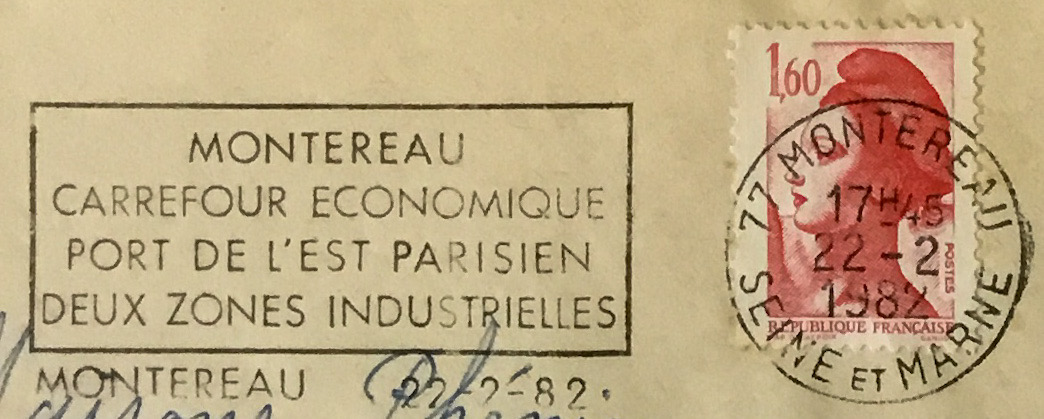 MONTEREAU
CARREFOUR ECONOMIQUE
PORT DE L'EST PARISIEN
DEUX ZONES INDUSTRIELLES
MONTEREAU 22-2-82.
1,60
POSTES
REPUBLIQUE FRANÇAISE
77 MONTEREAU
17H45
22-2
1982
SEINE ET MARNE